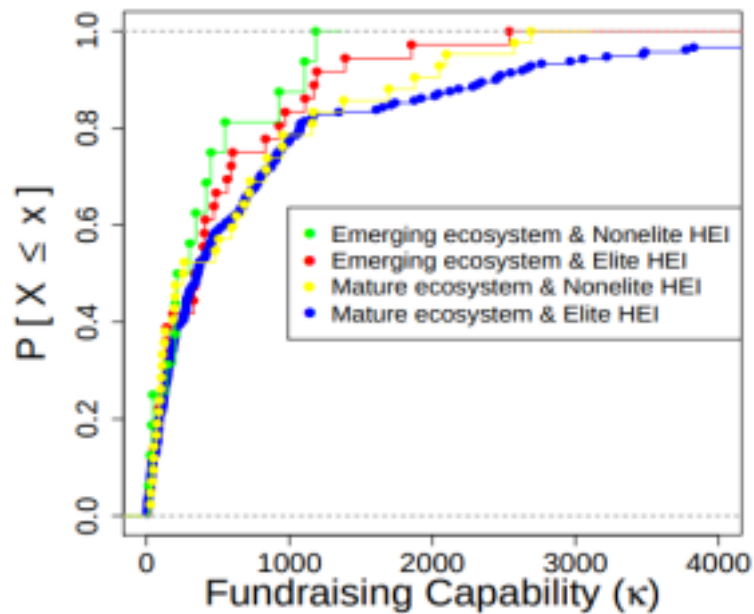 P [ X ≤ x ]
1.0
0.8
0.6
0.4
0.2
0.0
Emerging ecosystem & Nonelite HEI
Emerging ecosystem & Elite HEI
Mature ecosystem & Nonelite HEI
Mature ecosystem & Elite HEI
0 1000 2000 3000 4000
Fundraising Capability (κ)